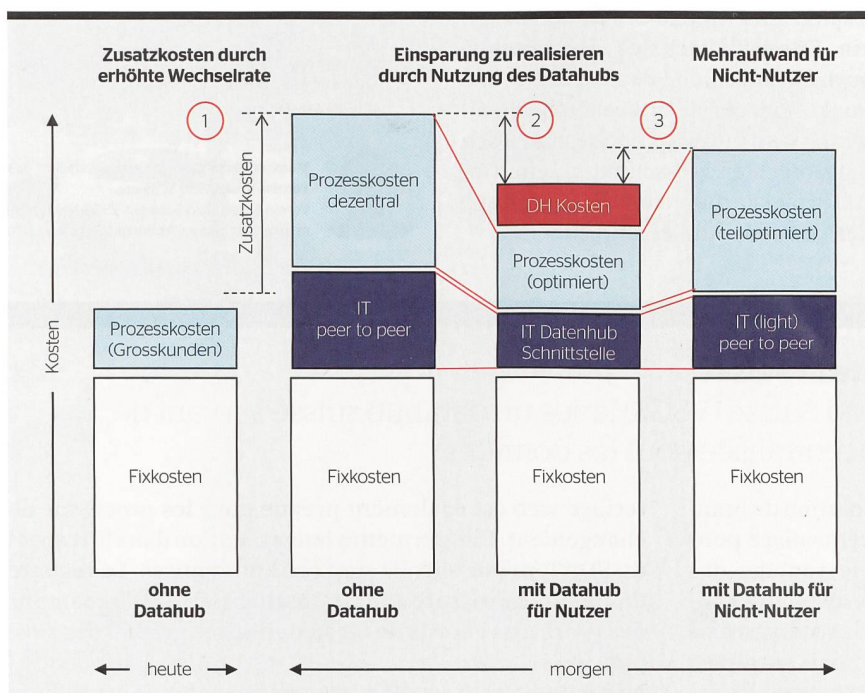 Zusatzkosten durch
erhöhte Wechselrate
Einsparung zu realisieren
durch Nutzung des Datahubs
Mehraufwand für
Nicht-Nutzer
1
2
3
Kosten
Zusatzkosten
Prozesskosten
(Grosskunden)
Fixkosten
Prozesskosten
dezentral
IT
peer to peer
Fixkosten
DH Kosten
Prozesskosten
(optimiert)
IT Datenhub
Schnittstelle
Fixkosten
Prozesskosten
(teiloptimiert)
IT (light)
peer to peer
Fixkosten
ohne
Datahub
ohne
Datahub
mit Datahub
für Nutzer
mit Datahub für
Nicht-Nutzer
heute
morgen